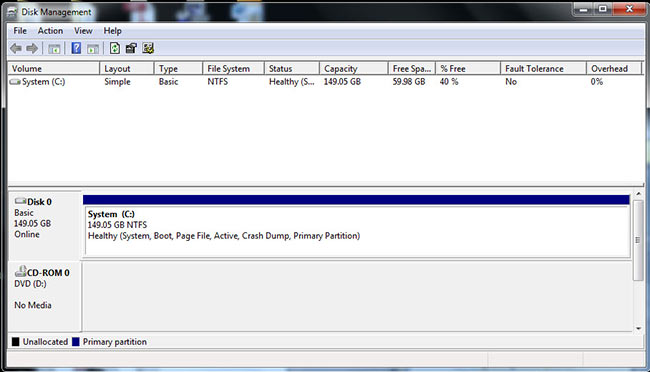 Disk Management
File Action View Help
Volume Layout Type File System Status Capacity Free Spa... % Free Fault Tolerance Overhead
System (C:) Simple Basic NTFS Healthy (S... 149.05 GB 59.98 GB 40 % No 0%
Disk 0
Basic
149.05 GB
Online
System (C:)
149.05 GB NTFS
Healthy (System, Boot, Page File, Active, Crash Dump, Primary Partition)
CD-ROM 0
DVD (D:)
No Media
Unallocated Primary partition